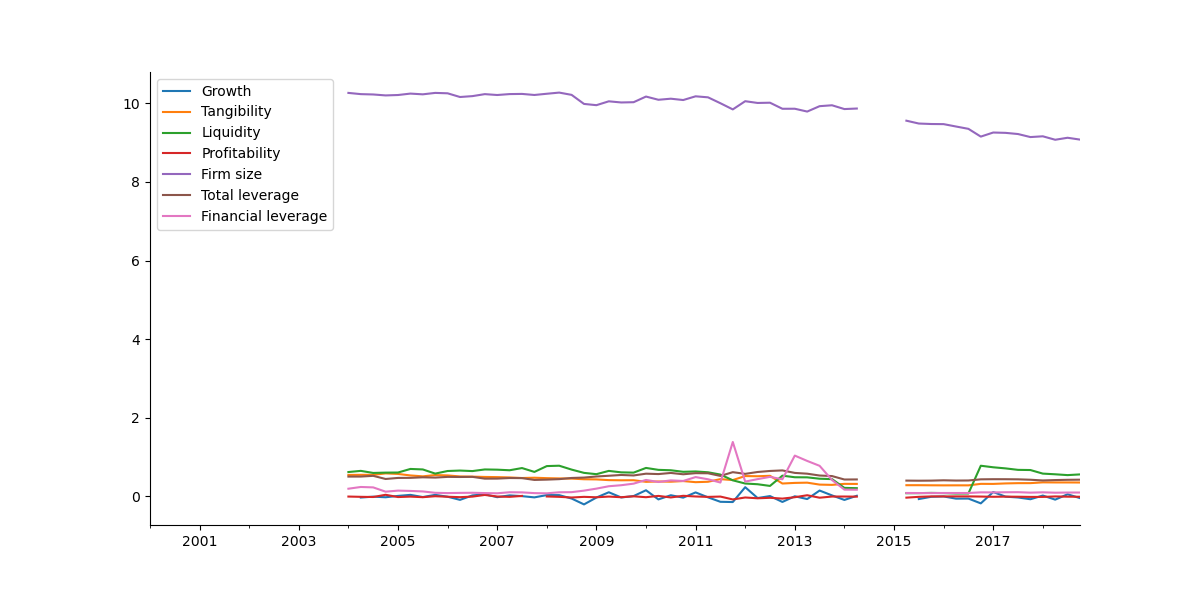 Growth
Tangibility
Liquidity
Profitability
Firm size
Total leverage
Financial leverage
10
8
6
4
2
0
2001 2003 2005 2007 2009 2011 2013 2015 2017